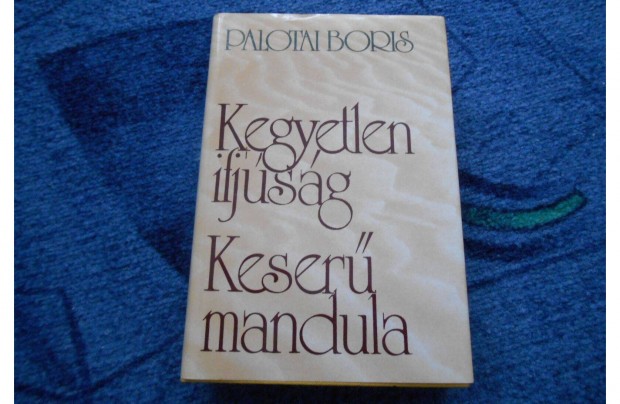 PALOTAI BORIS
Kegyetlen
ifjúság
Keserű
mandula